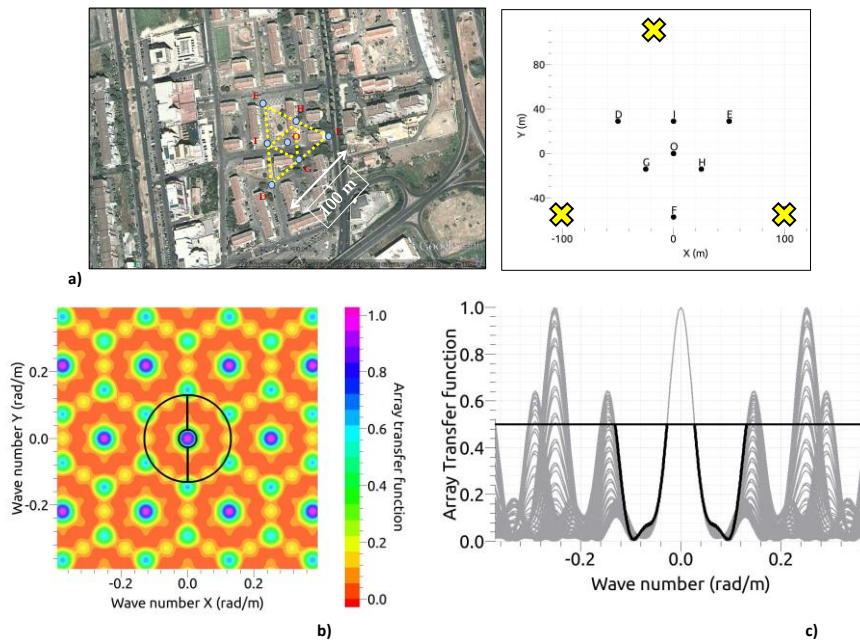 F
H
E
I
O
G
D
100 m
Google earth
a)
80
40
0
-40
Y (m)
D
I
E
O
G
H
F
-100
0
100
X (m)
0.2
0.0
-0.2
Wave number Y (rad/m)
-0.2
0.0
0.2
Wave number X (rad/m)
1.0
0.8
0.6
0.4
0.2
0.0
Array transfer function
b)
1.0
0.8
0.6
0.4
0.2
0.0
Array Transfer function
-0.2
0.0
0.2
Wave number (rad/m)
c)